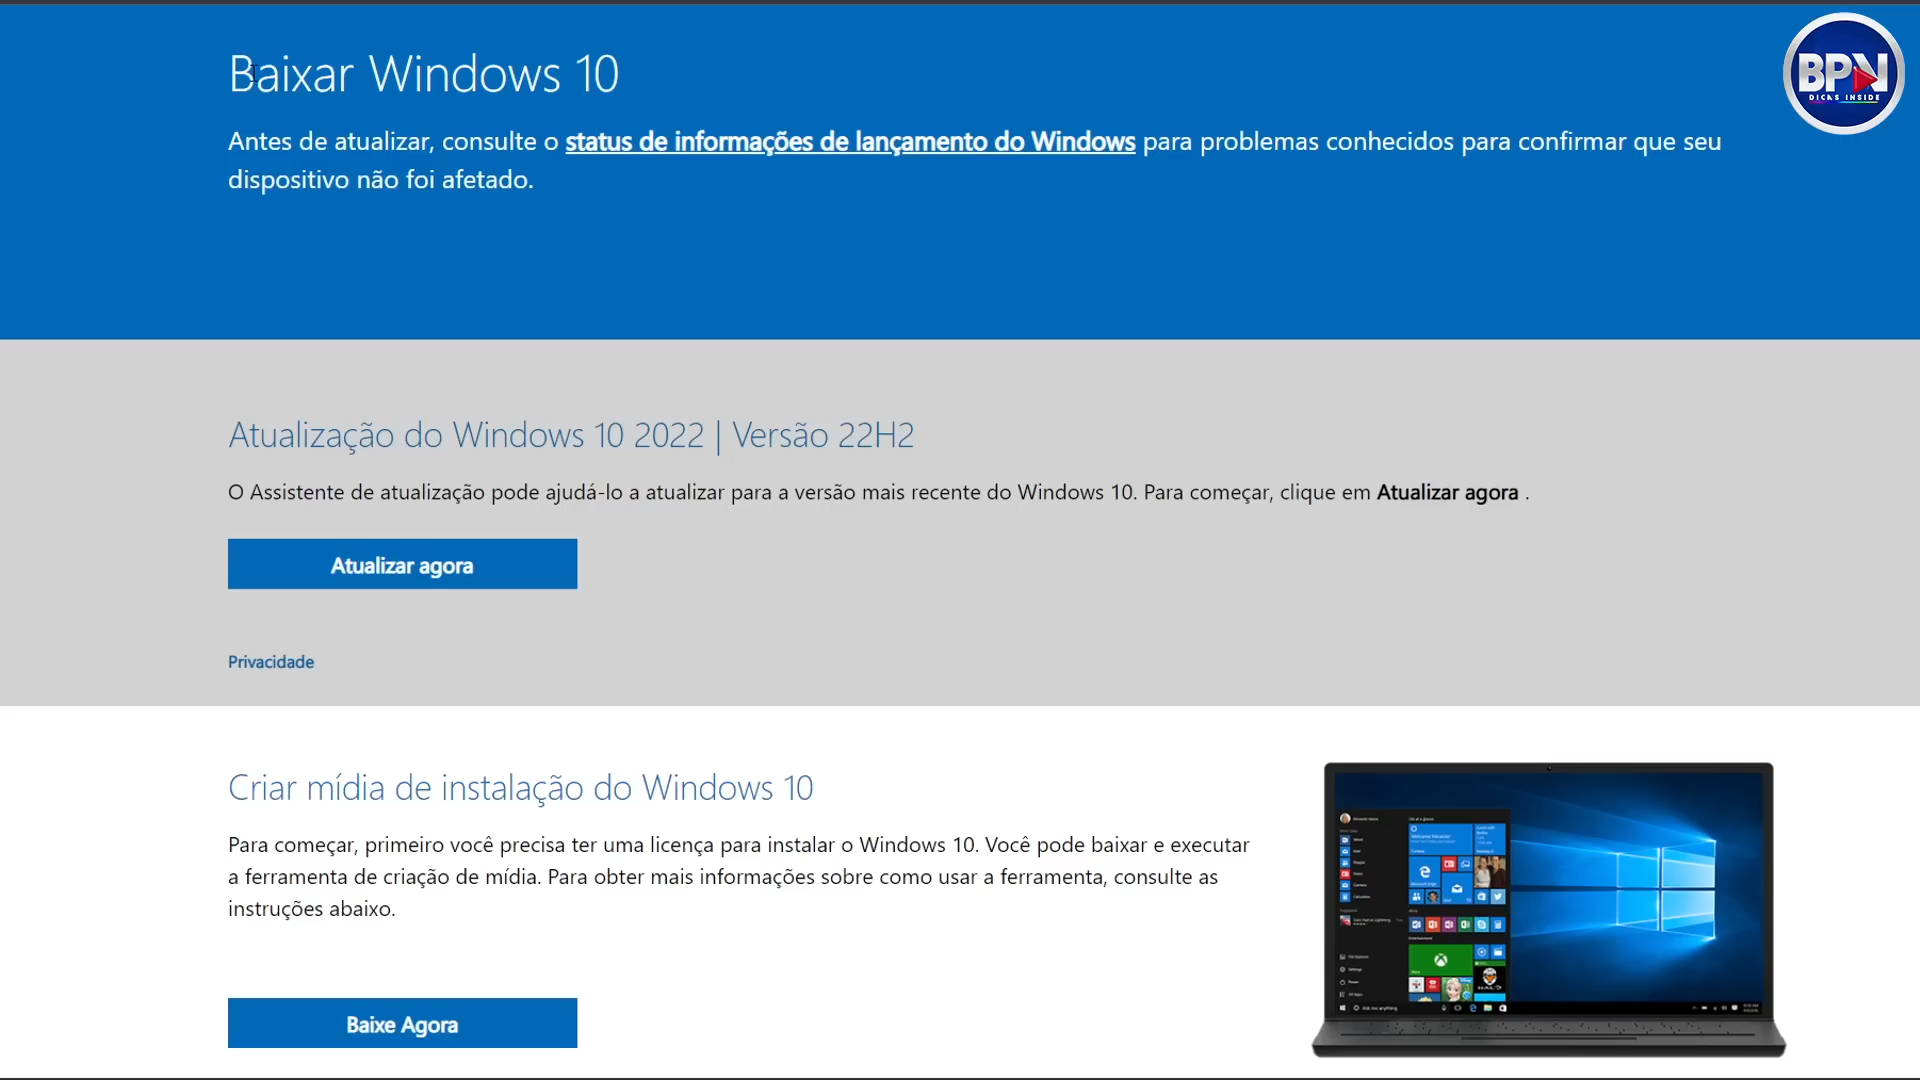 Baixar Windows 10
BPN
DICAS INSIDE
Antes de atualizar, consulte o status de informações de lançamento do Windows para problemas conhecidos para confirmar que seu
dispositivo não foi afetado.
Atualização do Windows 10 2022 | Versão 22H2
O Assistente de atualização pode ajudá-lo a atualizar para a versão mais recente do Windows 10. Para começar, clique em Atualizar agora .
Atualizar agora
Privacidade
Criar mídia de instalação do Windows 10
Para começar, primeiro você precisa ter uma licença para instalar o Windows 10. Você pode baixar e executar
a ferramenta de criação de mídia. Para obter mais informações sobre como usar a ferramenta, consulte as
instruções abaixo.
Baixe Agora